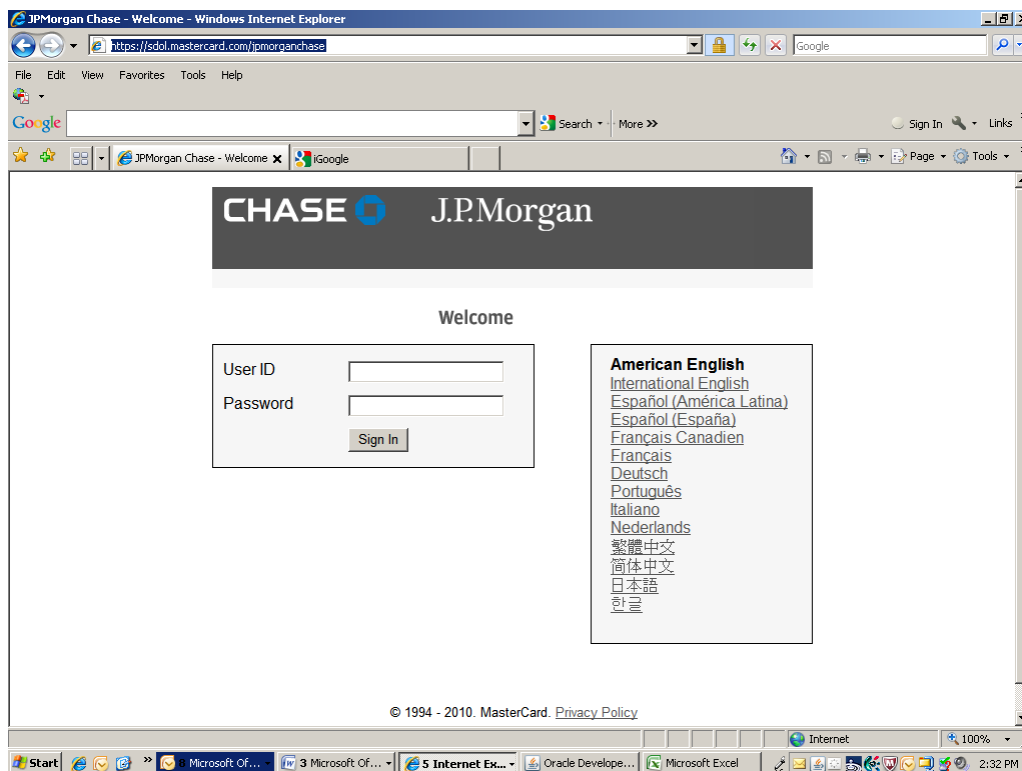 JPMorgan Chase - Welcome - Windows Internet Explorer
https://sdol.mastercard.com/jpmorganchase
Google
File Edit View Favorites Tools Help
Google Search More >> Sign In Links
JPMorgan Chase - Welcome iGoogle Page Tools
CHASE J.P.Morgan
Welcome
User ID
Password
Sign In
American English
International English
Español (América Latina)
Español (España)
Français Canadien
Français
Deutsch
Português
Italiano
Nederlands
繁體中文
简体中文
日本語
한글
© 1994 - 2010. MasterCard. Privacy Policy
Internet 100%
Start 8 Microsoft Of... 3 Microsoft Of... 5 Internet Ex... Oracle Develope... Microsoft Excel 2:32 PM